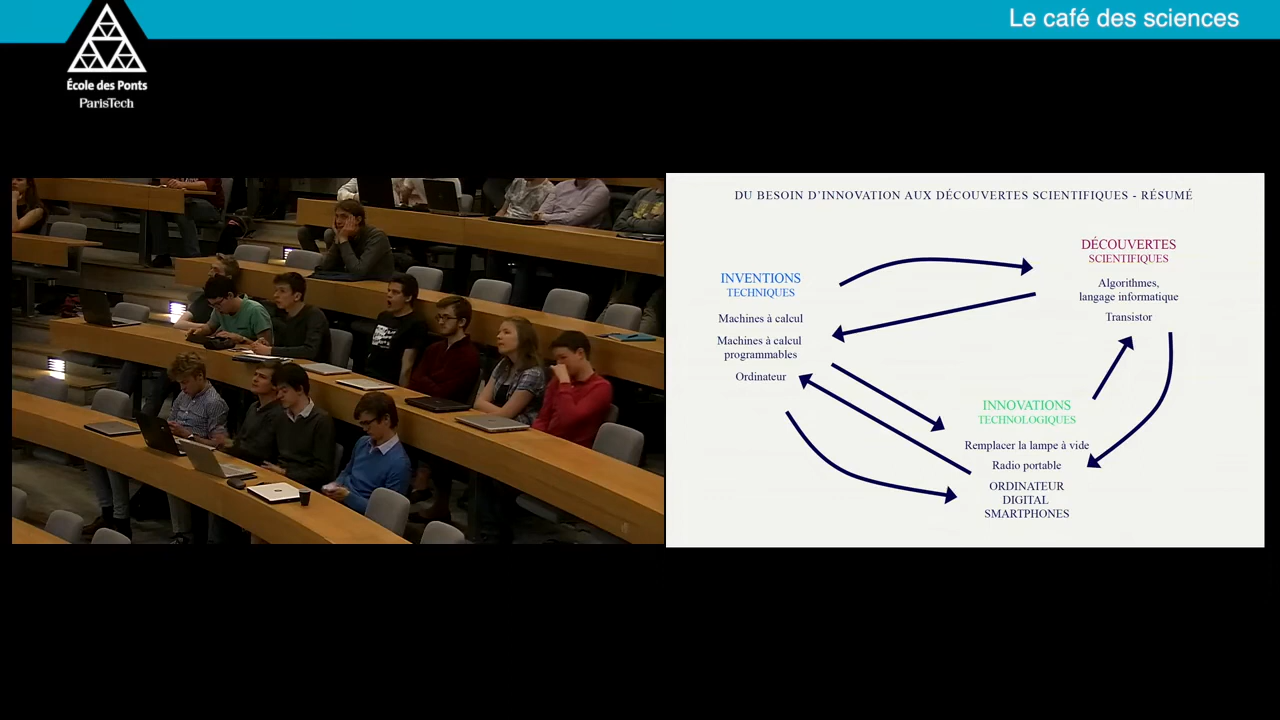 Le café des sciences
École des Ponts
ParisTech
DU BESOIN D'INNOVATION AUX DÉCOUVERTES SCIENTIFIQUES - RÉSUMÉ
INVENTIONS
TECHNIQUES
Machines à calcul
Machines à calcul
programmables
Ordinateur
DÉCOUVERTES
SCIENTIFIQUES
Algorithmes,
langage informatique
Transistor
INNOVATIONS
TECHNOLOGIQUES
Remplacer la lampe à vide
Radio portable
ORDINATEUR
DIGITAL
SMARTPHONES